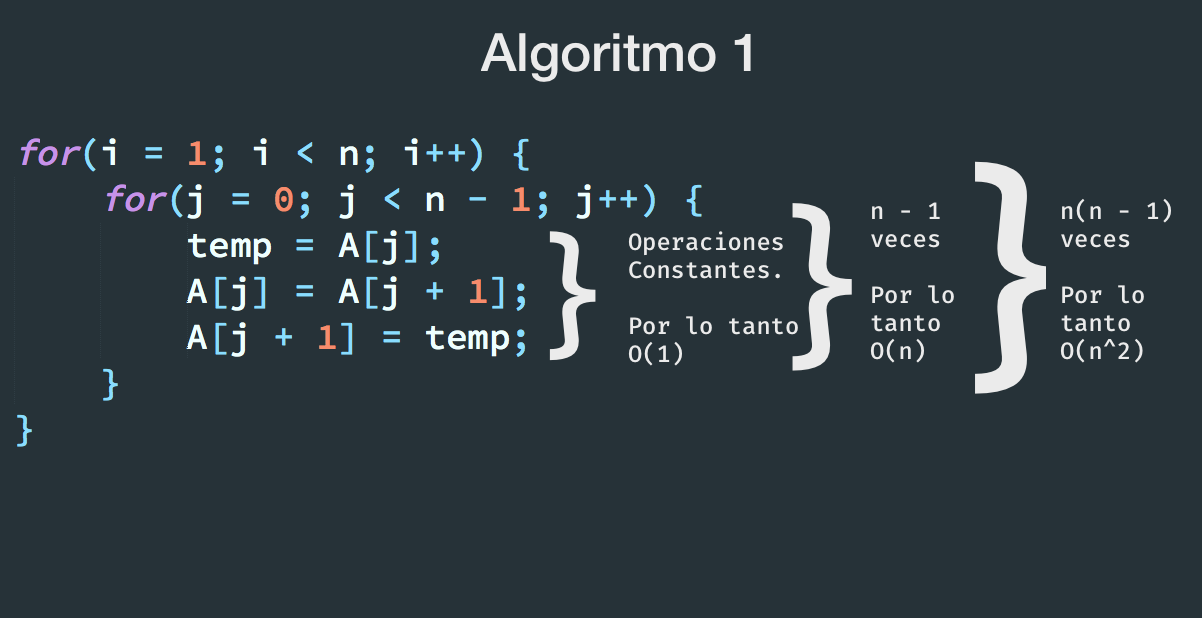 Algoritmo 1
for(i = 1; i < n; i++) {
for(j = 0; j < n - 1; j++) {
temp = A[j];
A[j] = A[j + 1];
A[j + 1] = temp;
}
}
Operaciones
Constantes.
Por lo tanto
O(1)
n - 1
veces
Por lo
tanto
O(n)
n(n - 1)
veces
Por lo
tanto
O(n^2)